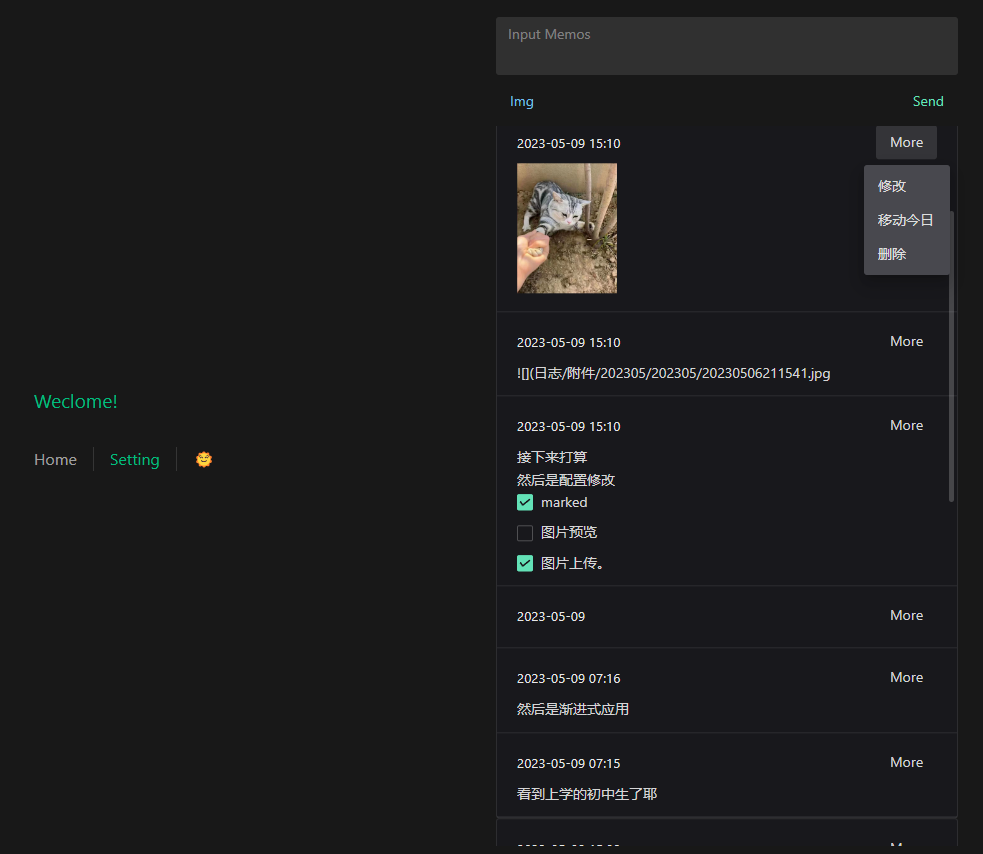 Input Memos
Img
Send
2023-05-09 15:10
More
修改
移动今日
删除
2023-05-09 15:10
More
![](日志/附件/202305/202305/20230506211541.jpg
2023-05-09 15:10
More
接下来打算
然后是配置修改
marked
图片预览
图片上传。
2023-05-09
More
2023-05-09 07:16
More
然后是渐进式应用
2023-05-09 07:15
More
看到上学的初中生了耶
Weclome!
Home
Setting